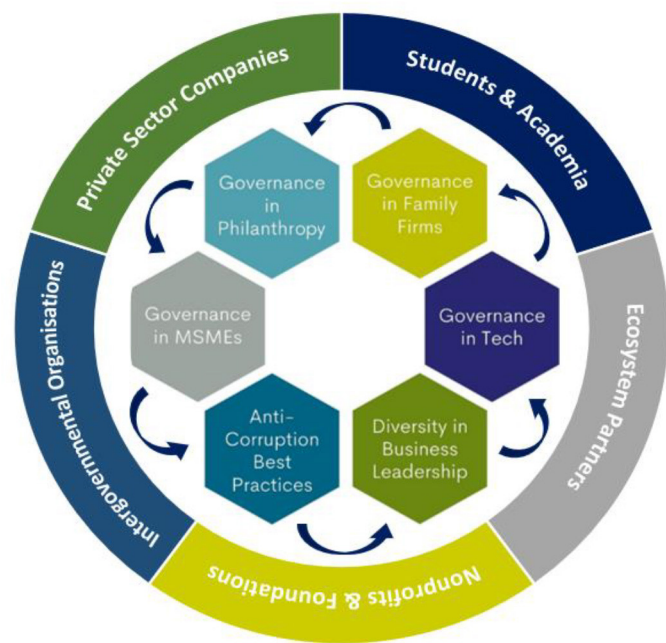 Private Sector Companies
Students & Academia
Ecosystem Partners
Nonprofits & Foundations
Intergovernmental Organisations
Governance
in
Philanthropy
Governance
in Family
Firms
Governance
in MSMEs
Governance
in Tech
Anti-
Corruption
Best
Practices
Diversity in
Business
Leadership